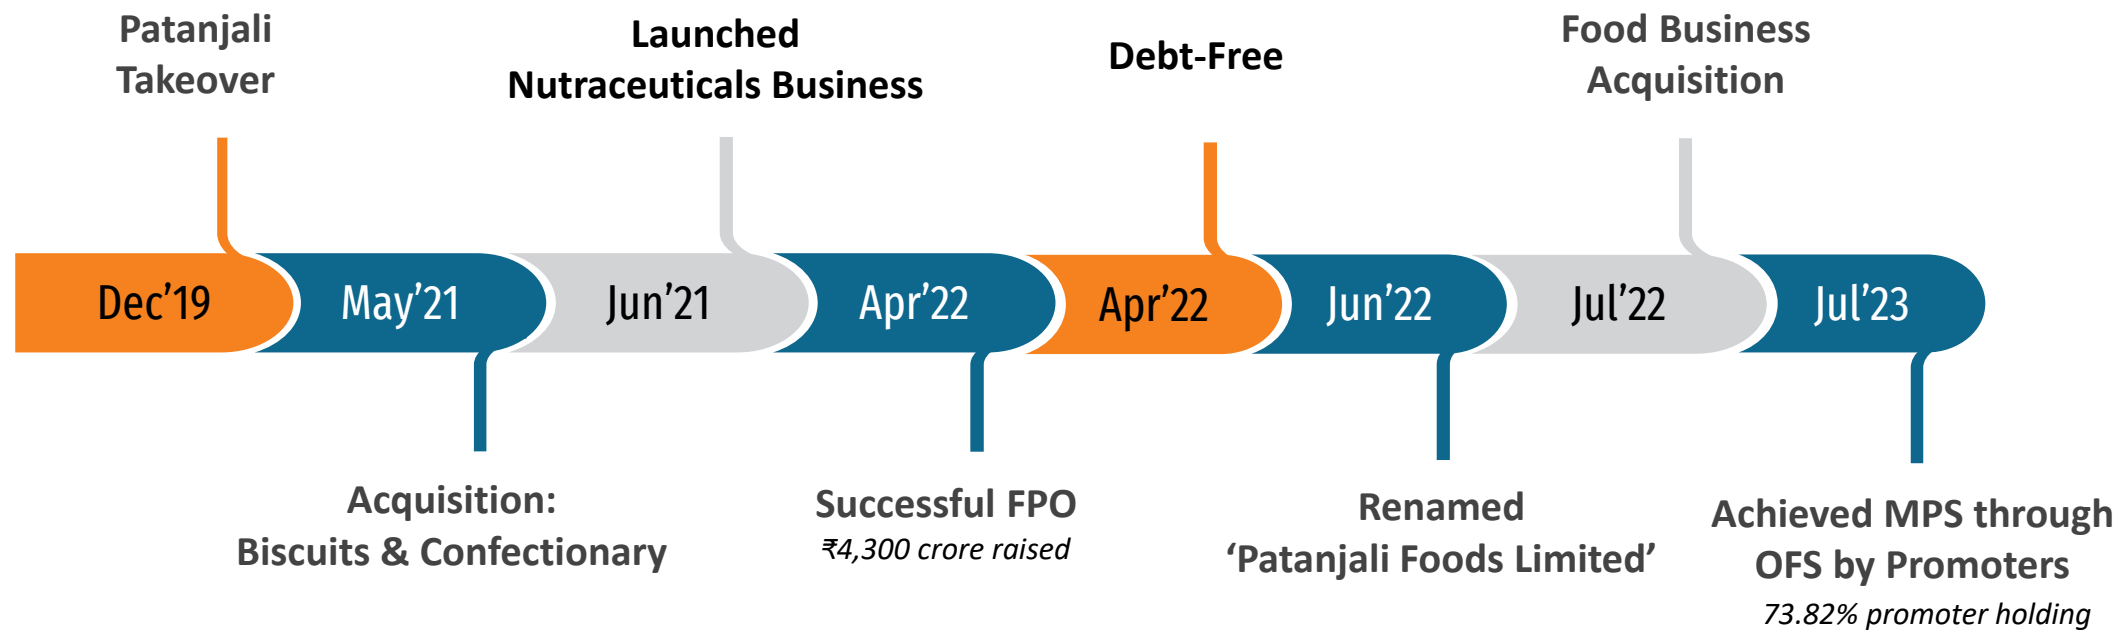 Patanjali
Takeover
Launched
Nutraceuticals Business
Debt-Free
Food Business
Acquisition
Dec’19
May’21
Jun’21
Apr’22
Apr’22
Jun’22
Jul’22
Jul’23
Acquisition:
Biscuits & Confectionary
Successful FPO
₹4,300 crore raised
Renamed
‘Patanjali Foods Limited’
Achieved MPS through
OFS by Promoters
73.82% promoter holding